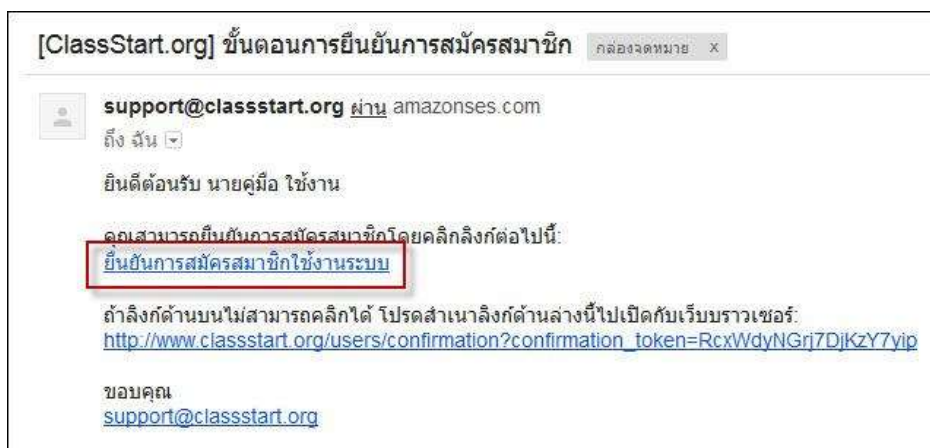 [ClassStart.org] ขั้นตอนการยืนยันการสมัครสมาชิก กล่องจดหมาย x
support@classstart.org ผ่าน amazonses.com
ถึง ฉัน
ยินดีต้อนรับ นายคู่มือ ใช้งาน
คุณสามารถยืนยันการสมัครสมาชิกโดยคลิกลิงก์ต่อไปนี้:
ยืนยันการสมัครสมาชิกใช้งานระบบ
ถ้าลิงก์ด้านบนไม่สามารถคลิกได้ โปรดสำเนาลิงก์ด้านล่างนี้ไปเปิดกับเว็บบราวเซอร์:
http://www.classstart.org/users/confirmation?confirmation_token=RcxWdyNGrj7DjKzY7yip
ขอบคุณ
support@classstart.org